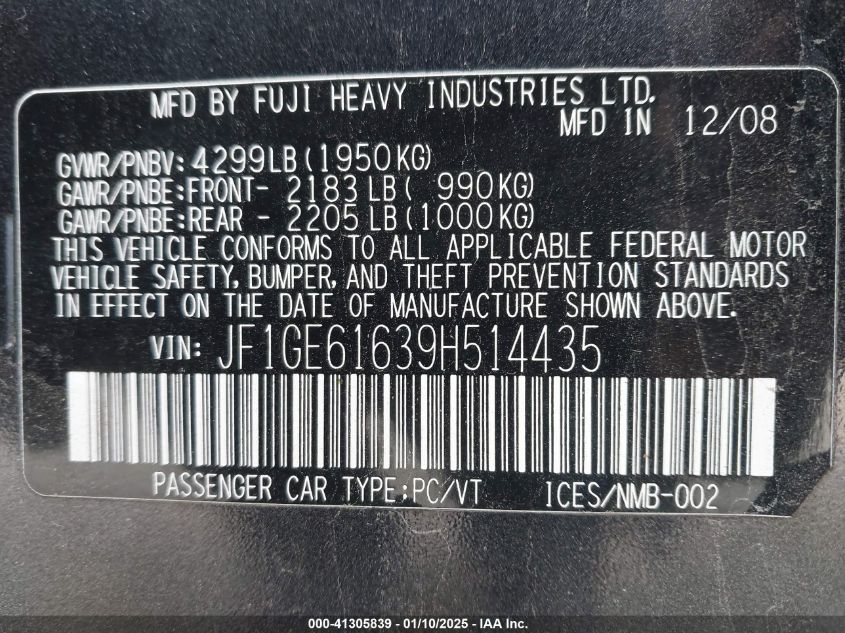 MFD BY FUJI HEAVY INDUSTRIES LTD.
MFD IN 12/08
GVWR/PNBV: 4299LB(1950KG)
GAWR/PNBE:FRONT- 2183LB( 990KG)
GAWR/PNBE:REAR - 2205LB(1000KG)
THIS VEHICLE CONFORMS TO ALL APPLICABLE FEDERAL MOTOR
VEHICLE SAFETY, BUMPER, AND THEFT PREVENTION STANDARDS
IN EFFECT ON THE DATE OF MANUFACTURE SHOWN ABOVE.
VIN: JF1GE61639H514435
PASSENGER CAR TYPE:PC/VT ICES/NMB-002
000-41305839 - 01/10/2025 - IAA Inc.